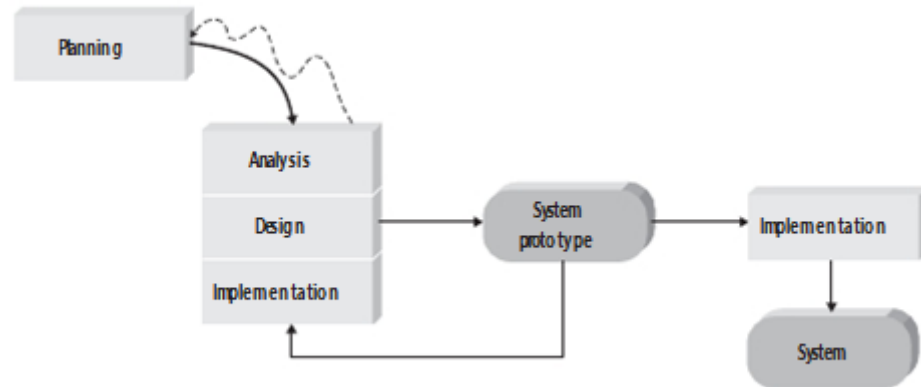 Planning
Analysis
Design
Implementation
System
prototype
Implementation
System